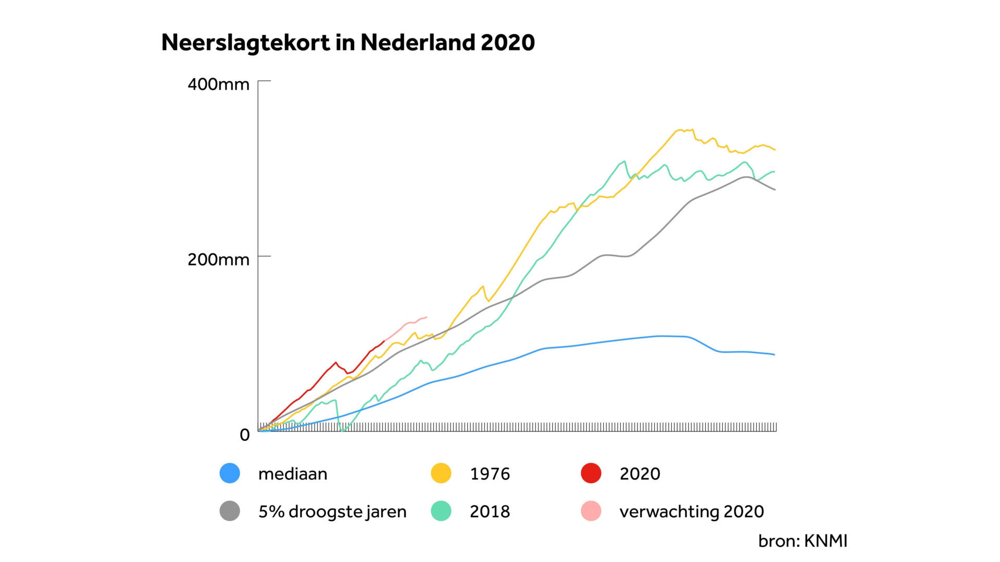 Neerslagtekort in Nederland 2020
400mm
200mm
0
mediaan
1976
2020
5% droogste jaren
2018
verwachting 2020
bron: KNMI